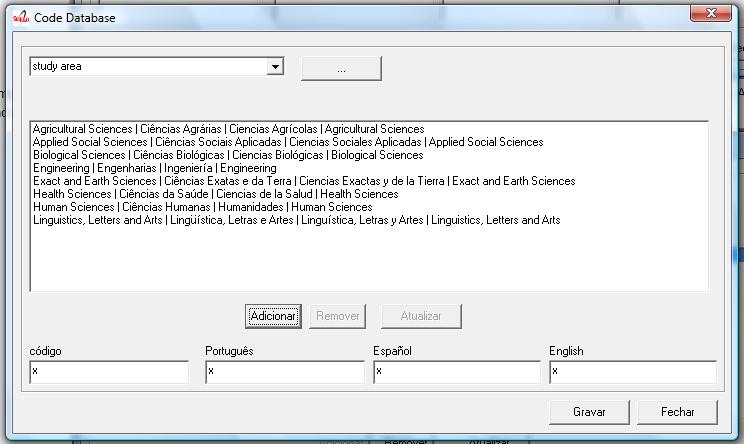 Code Database
study area
...
Agricultural Sciences | Ciências Agrárias | Ciencias Agrícolas | Agricultural Sciences
Applied Social Sciences | Ciências Sociais Aplicadas | Ciencias Sociales Aplicadas | Applied Social Sciences
Biological Sciences | Ciências Biológicas | Ciencias Biológicas | Biological Sciences
Engineering | Engenharias | Ingeniería | Engineering
Exact and Earth Sciences | Ciências Exatas e da Terra | Ciencias Exactas y de la Tierra | Exact and Earth Sciences
Health Sciences | Ciências da Saúde | Ciencias de la Salud | Health Sciences
Human Sciences | Ciências Humanas | Humanidades | Human Sciences
Linguistics, Letters and Arts | Lingüística, Letras e Artes | Linguística, Letras y Artes | Linguistics, Letters and Arts
Adicionar Remover Atualizar
código Português Español English
x x x x
Gravar Fechar